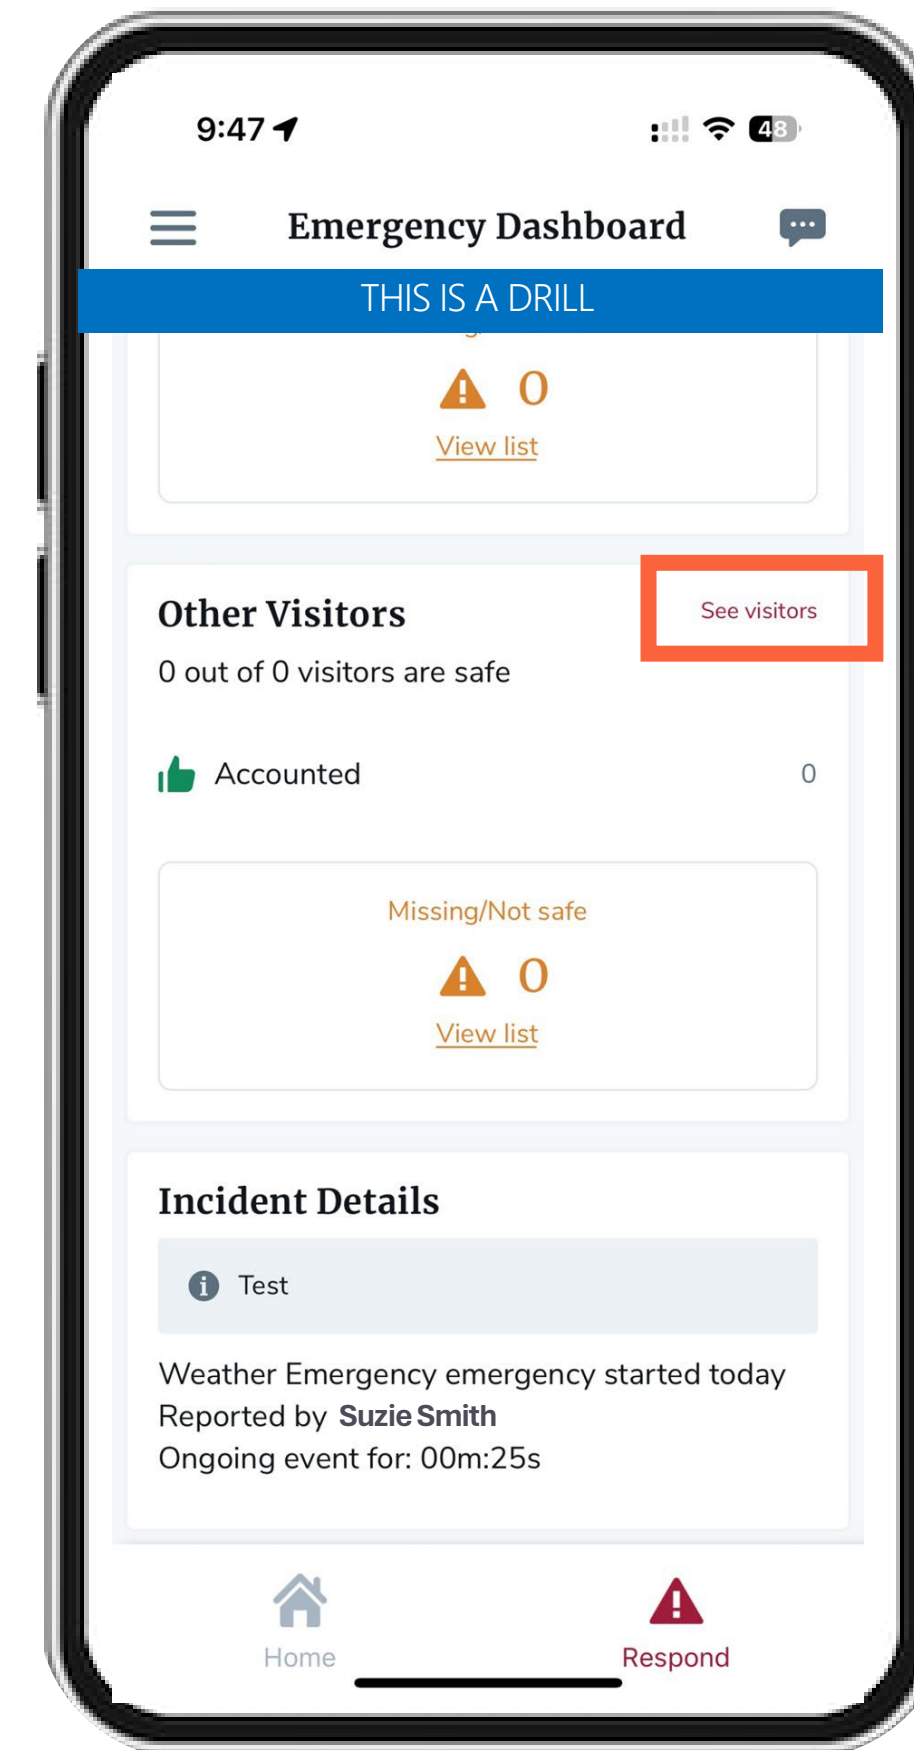 9:47
48
Emergency Dashboard
THIS IS A DRILL
0
View list
Other Visitors
See visitors
0 out of 0 visitors are safe
Accounted
0
Missing/Not safe
0
View list
Incident Details
Test
Weather Emergency emergency started today
Reported by Suzie Smith
Ongoing event for: 00m:25s
Home
Respond